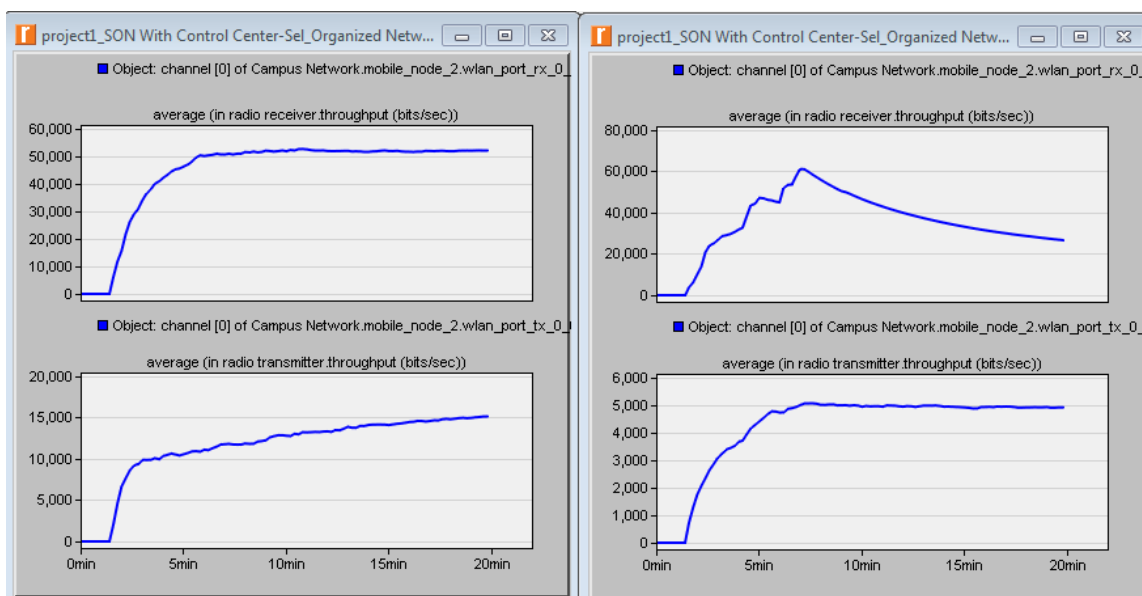 project1_SON With Control Center-Sel_Organized Netw...
Object: channel [0] of Campus Network.mobile_node_2.wlan_port_rx_0_
average (in radio receiver.throughput (bits/sec))
60,000
50,000
40,000
30,000
20,000
10,000
0
Object: channel [0] of Campus Network.mobile_node_2.wlan_port_tx_0_
average (in radio transmitter.throughput (bits/sec))
20,000
15,000
10,000
5,000
0
0min 5min 10min 15min 20min
project1_SON With Control Center-Sel_Organized Netw...
Object: channel [0] of Campus Network.mobile_node_2.wlan_port_rx_0_
average (in radio receiver.throughput (bits/sec))
80,000
60,000
40,000
20,000
0
Object: channel [0] of Campus Network.mobile_node_2.wlan_port_tx_0_
average (in radio transmitter.throughput (bits/sec))
6,000
5,000
4,000
3,000
2,000
1,000
0
0min 5min 10min 15min 20min